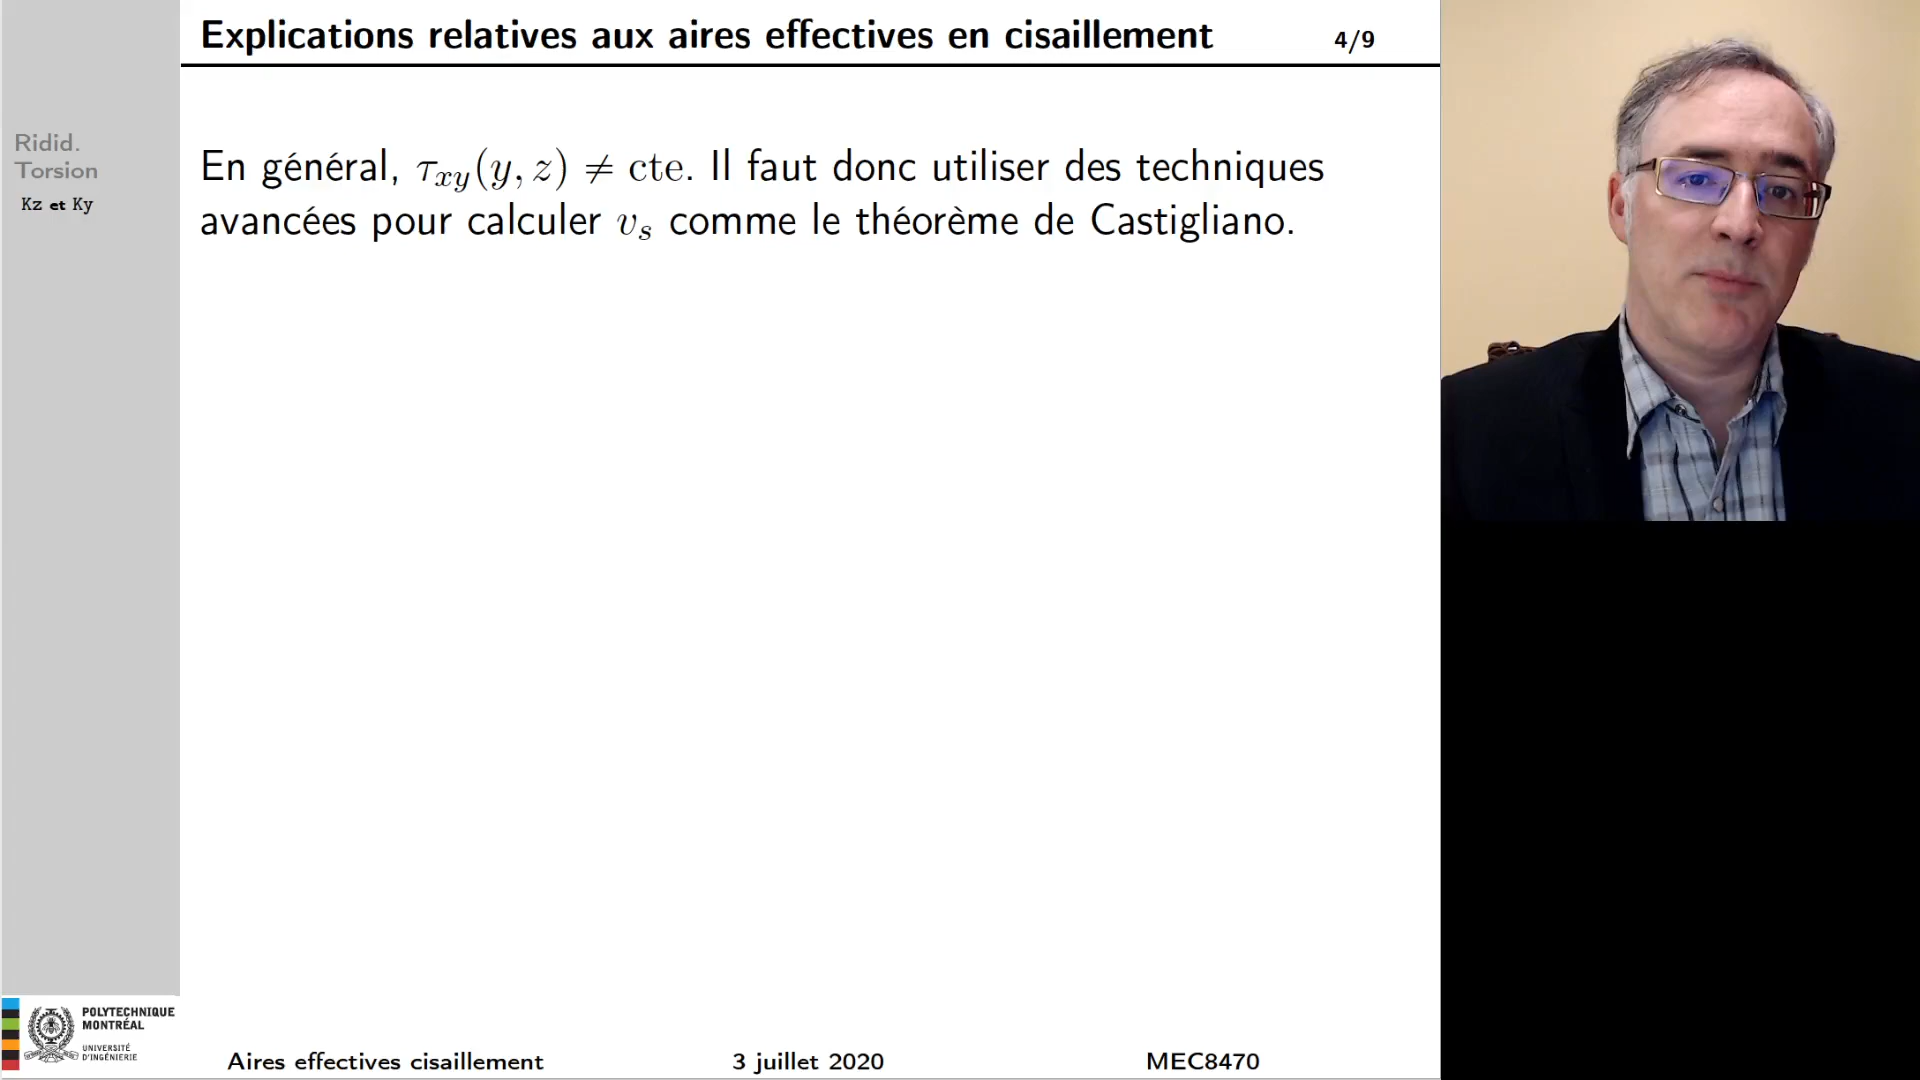 Explications relatives aux aires effectives en cisaillement 4/9
Ridid.
Torsion
Kz et Ky
En général, τxy(y, z) ≠ cte. Il faut donc utiliser des techniques
avancées pour calculer vs comme le théorème de Castigliano.
POLYTECHNIQUE
MONTRÉAL
UNIVERSITÉ
D'INGÉNIERIE
Aires effectives cisaillement 3 juillet 2020 MEC8470